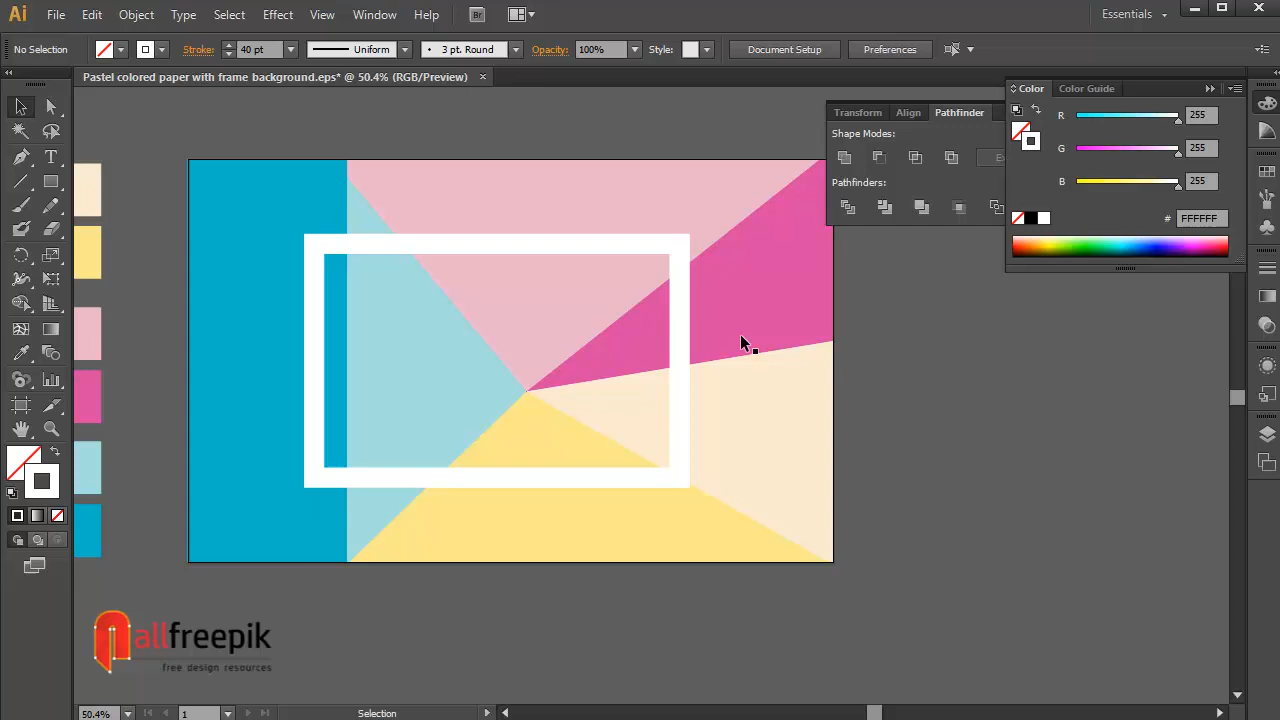 Ai File Edit Object Type Select Effect View Window Help Br Essentials
No Selection Stroke: 40 pt Uniform 3 pt. Round Opacity: 100% Style: Document Setup Preferences
Pastel colored paper with frame background.eps* @ 50.4% (RGB/Preview)
Transform Align Pathfinder
Shape Modes:
Pathfinders:
Color Color Guide
R 255
G 255
B 255
# FFFFFF
allfreepik
free design resources
50.4% 1 Selection